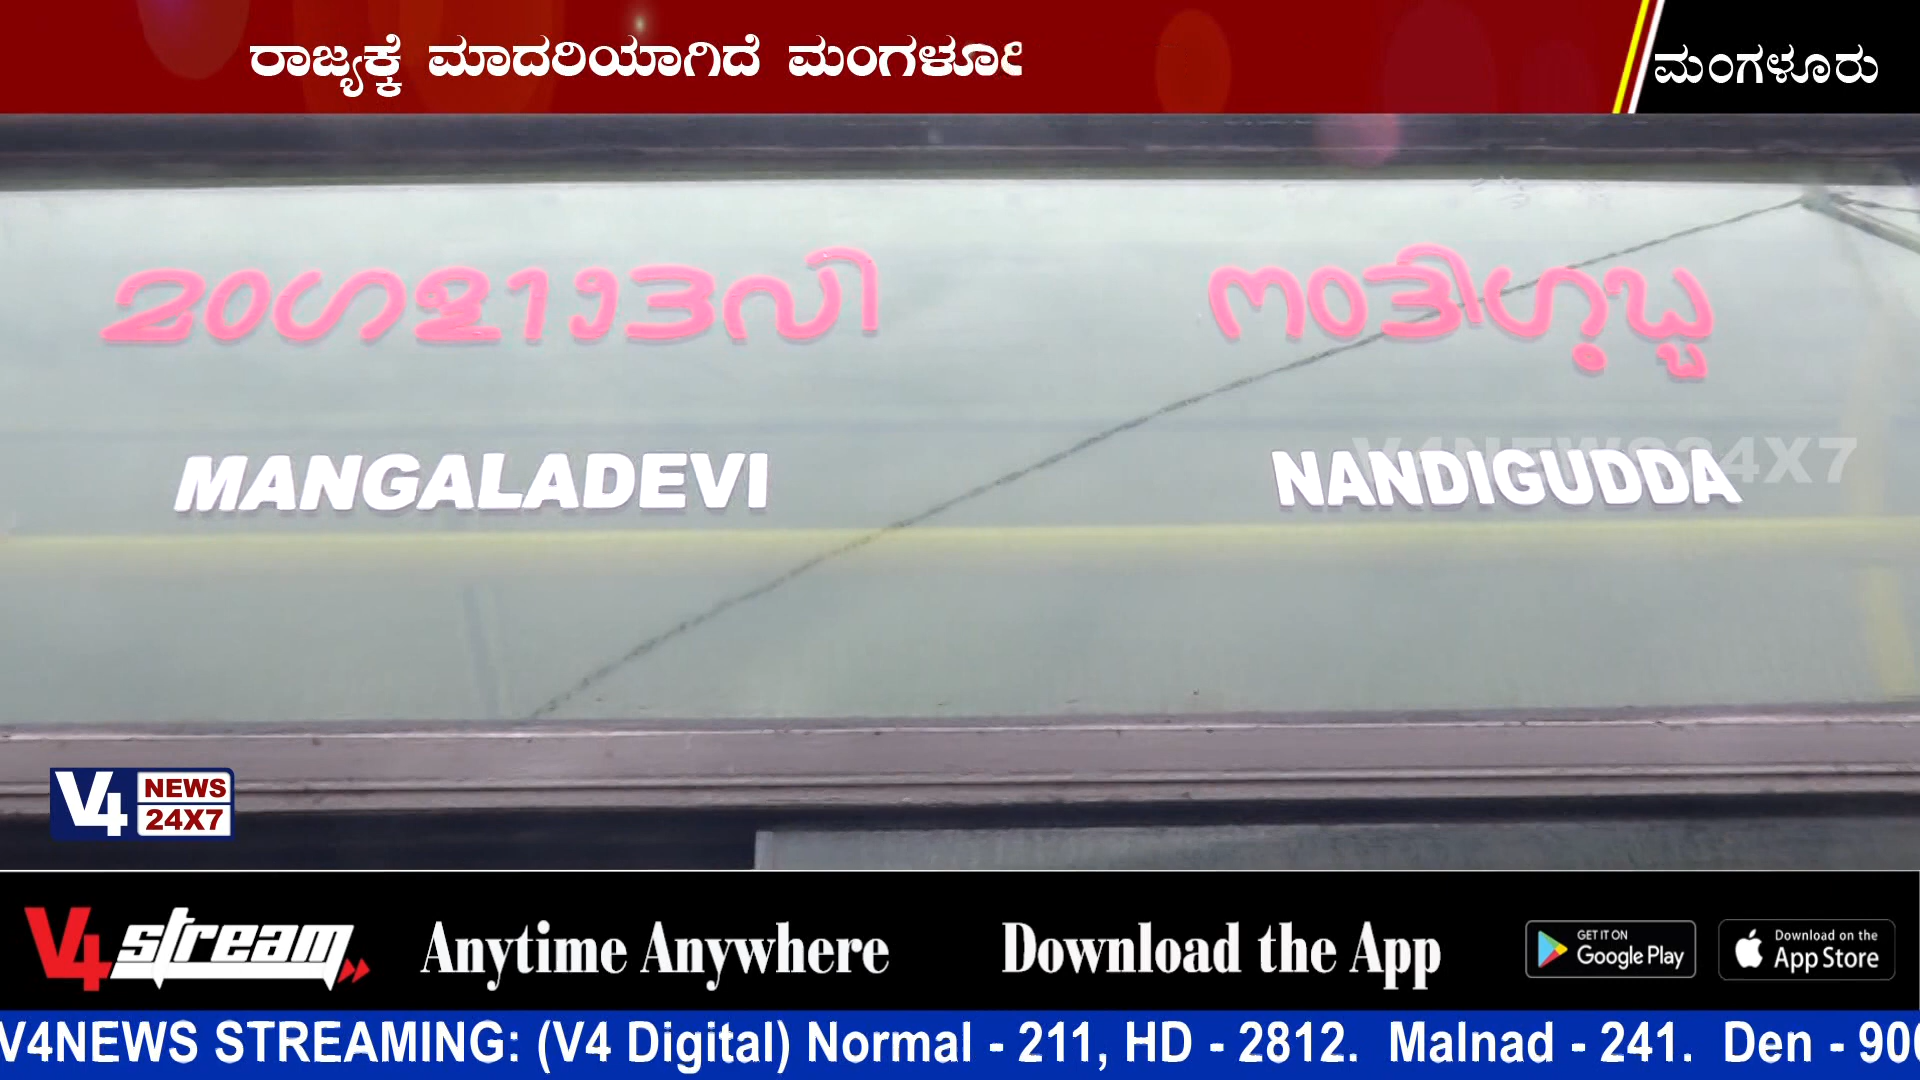 ರಾಜ್ಯಕ್ಕೆ ಮಾದರಿಯಾಗಿದೆ
ಮಂಗಳೂರು
MANGALADEVI
NANDIGUDDA
V4NEWS24X7
V4 NEWS 24X7
V4 stream
Anytime Anywhere
Download the App
GET IT ON Google Play
Download on the App Store
V4NEWS STREAMING: (V4 Digital) Normal - 211, HD - 2812. Malnad - 241. Den - 900